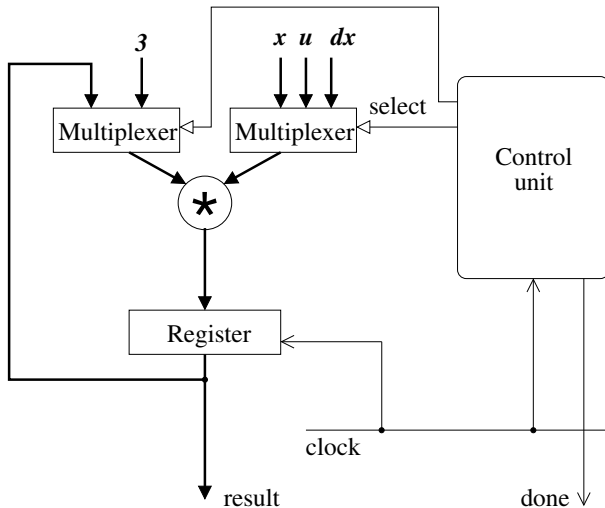 3 x u dx
select
Multiplexer Multiplexer
Control
unit
*
Register
clock
result done